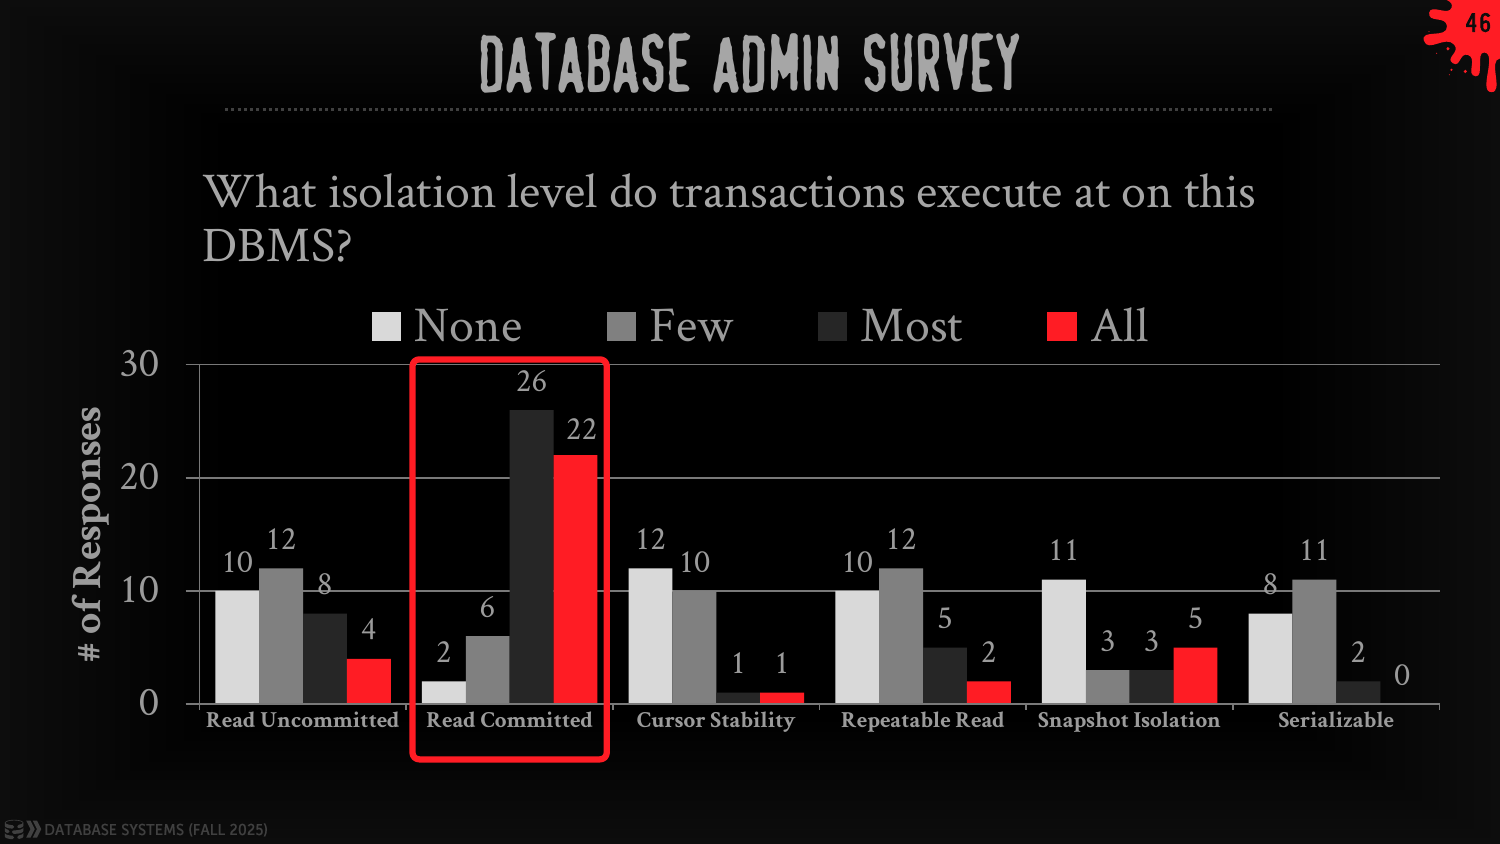 46
DATABASE ADMIN SURVEY
What isolation level do transactions execute at on this
DBMS?
None Few Most All
# of Responses
30
20
10
0
10 12 8 4
2 6 26 22
12 10 1 1
10 12 5 2
11 3 3 5
8 11 2 0
Read Uncommitted Read Committed Cursor Stability Repeatable Read Snapshot Isolation Serializable
DATABASE SYSTEMS (FALL 2025)